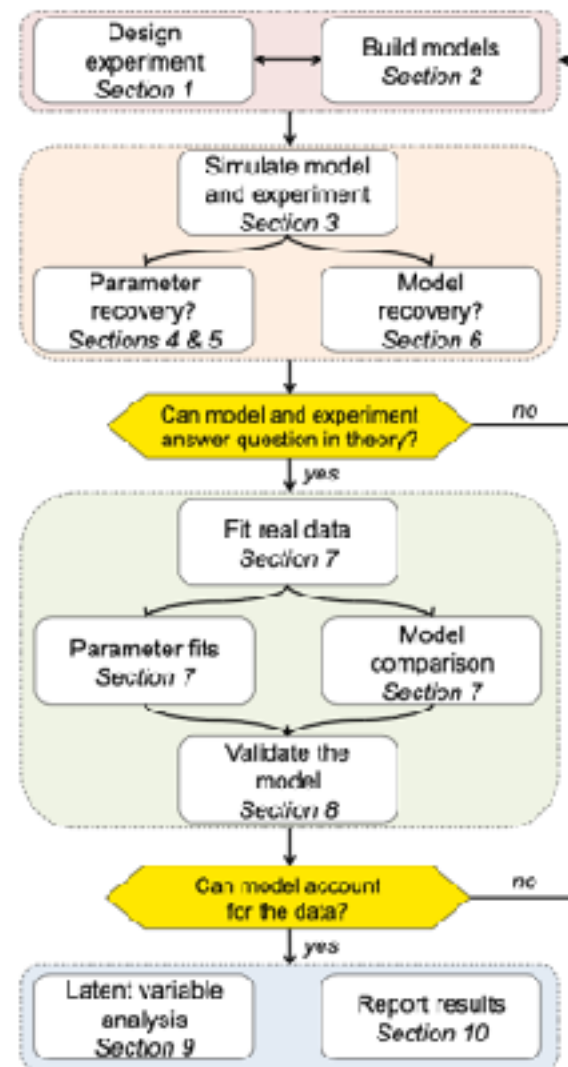 Design
experiment
Section 1
Build models
Section 2
Simulate model
and experiment
Section 3
Parameter
recovery?
Sections 4 & 5
Model
recovery?
Section 6
Can model and experiment
answer question in theory?
no
yes
Fit real data
Section 7
Parameter fits
Section 7
Model
comparison
Section 7
Validate the
model
Section 8
Can model account
for the data?
no
yes
Latent variable
analysis
Section 9
Report results
Section 10